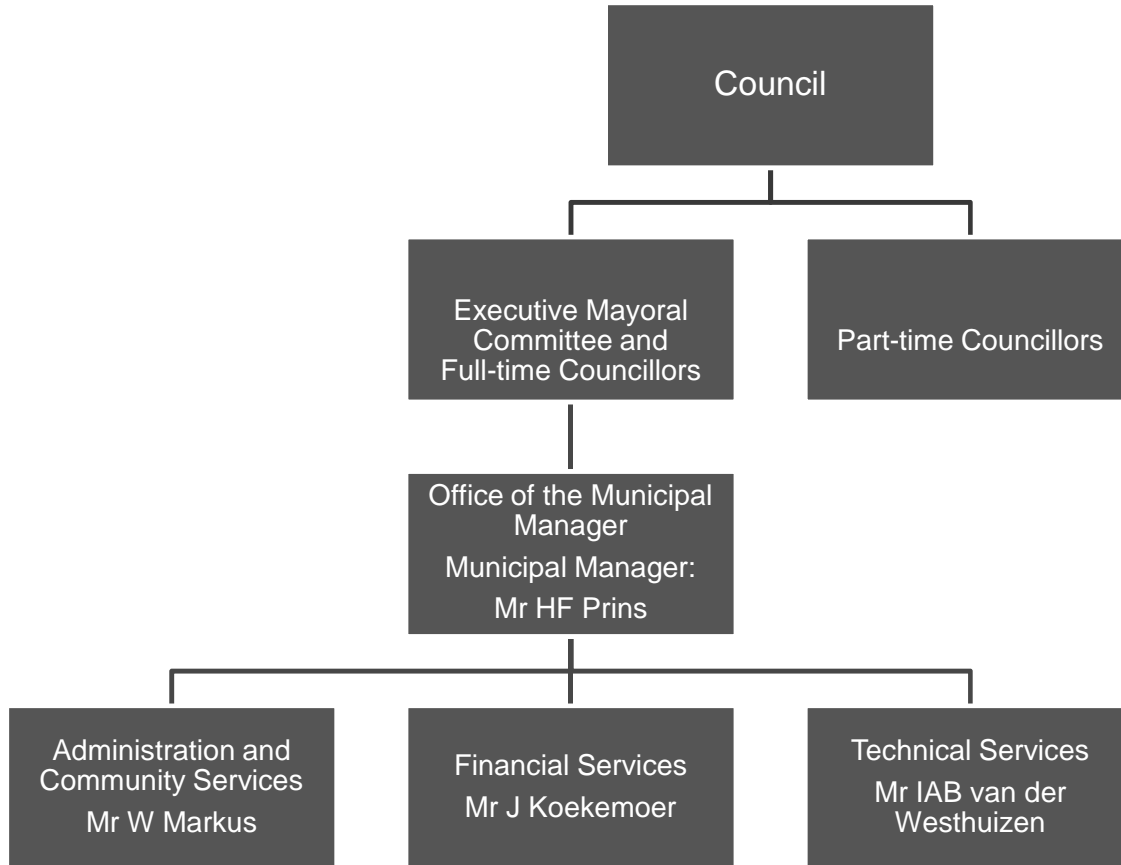 Council
Executive Mayoral
Committee and
Full-time Councillors
Part-time Councillors
Office of the Municipal
Manager
Municipal Manager:
Mr HF Prins
Administration and
Community Services
Mr W Markus
Financial Services
Mr J Koekemoer
Technical Services
Mr IAB van der
Westhuizen